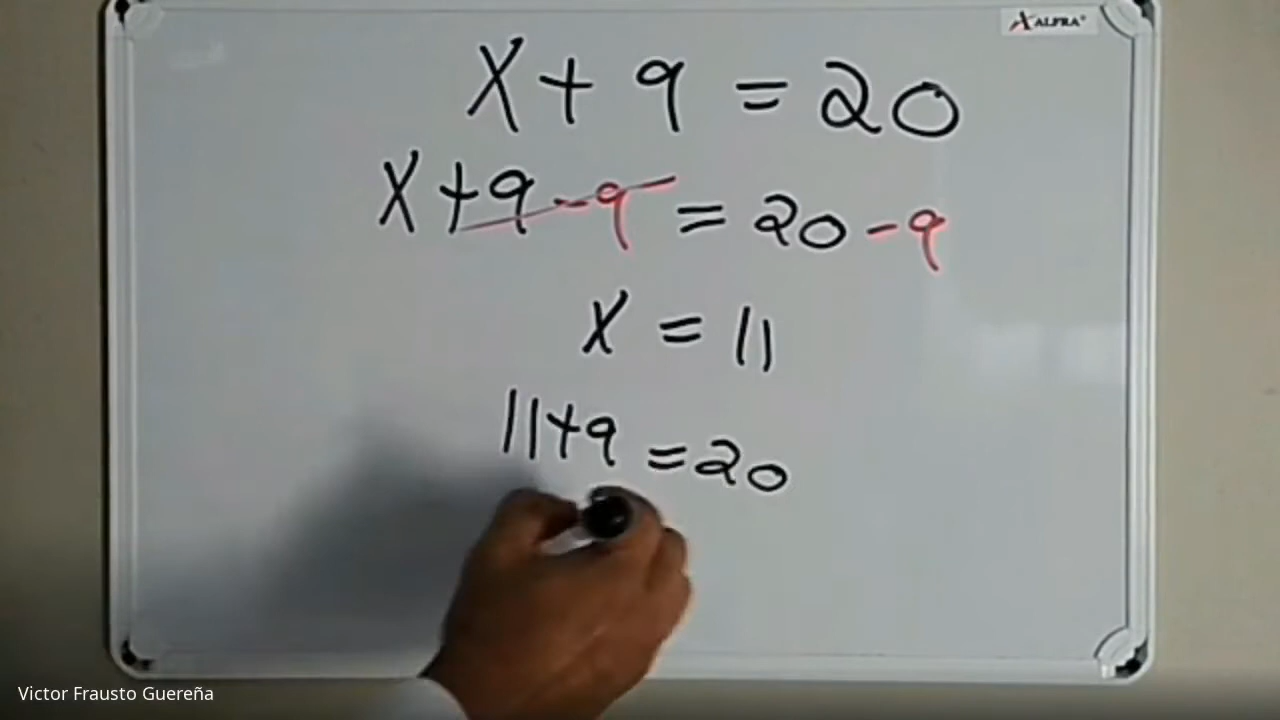 ALFRA
X + 9 = 20
X + 9 - 9 = 20 - 9
X = 11
11 + 9 = 20
Victor Frausto Guereña